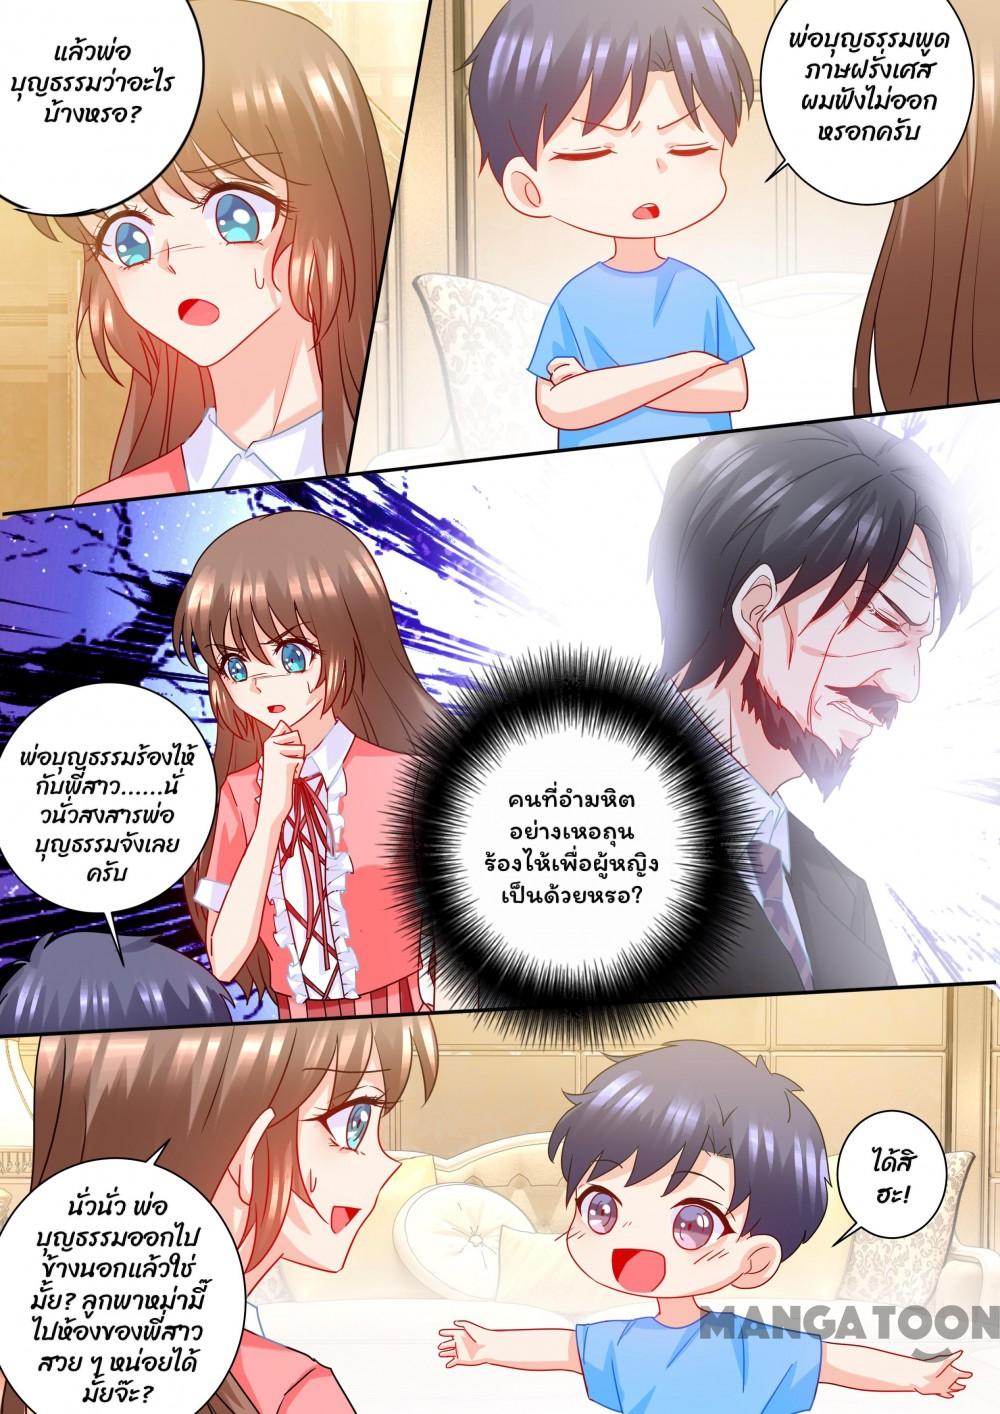 แล้วพ่อ
บุญธรรมว่าอะไร
บ้างหรอ?
พ่อบุญธรรมพูด
ภาษฝรั่งเศส
ผมฟังไม่ออก
หรอกครับ
พ่อบุญธรรมร้องไห้
กับพี่สาว......นั่
วนั่วสงสารพ่อ
บุญธรรมจังเลย
ครับ
คนที่อำมหิต
อย่างเหอถุน
ร้องไห้เพื่อผู้หญิง
เป็นด้วยหรอ?
นั่วนั่ว พ่อ
บุญธรรมออกไป
ข้างนอกแล้วใช่
มั้ย? ลูกพาหม่ามี๊
ไปห้องของพี่สาว
สวย ๆ หน่อยได้
มั้ยจ๊ะ?
ได้สิ
ฮะ!
MANGATOON